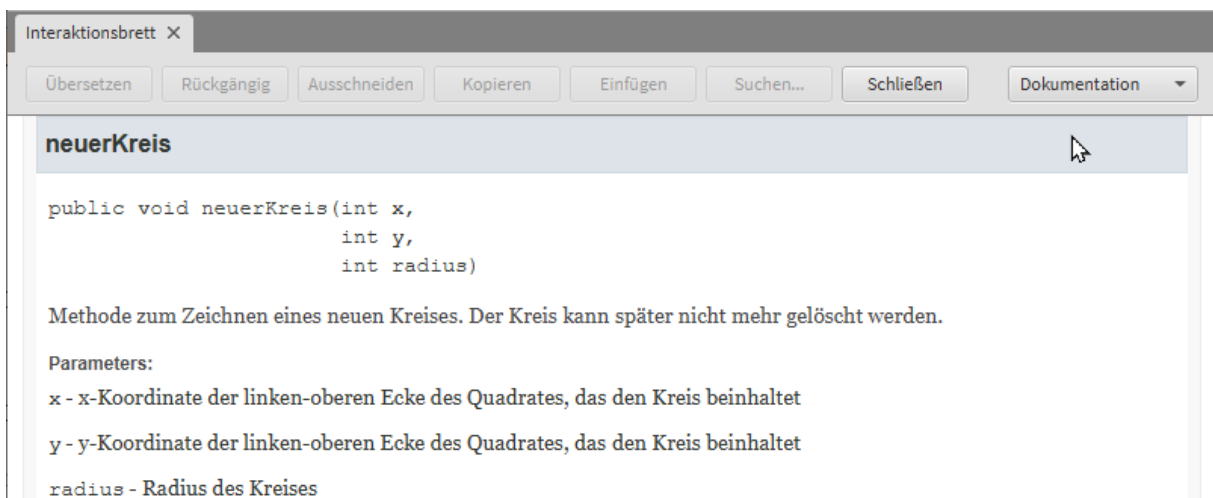 Interaktionsbrett ×
Übersetzen Rückgängig Ausschneiden Kopieren Einfügen Suchen... Schließen Dokumentation
neuerKreis
public void neuerKreis(int x,
int y,
int radius)
Methode zum Zeichnen eines neuen Kreises. Der Kreis kann später nicht mehr gelöscht werden.
Parameters:
x - x-Koordinate der linken-oberen Ecke des Quadrates, das den Kreis beinhaltet
y - y-Koordinate der linken-oberen Ecke des Quadrates, das den Kreis beinhaltet
radius - Radius des Kreises